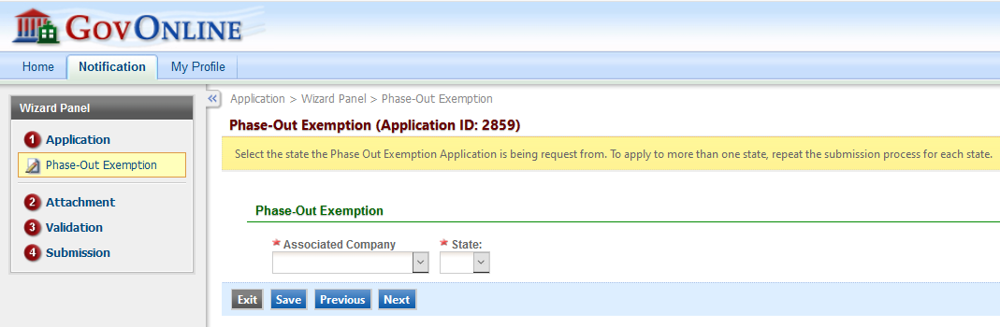 GOVONLINE
Home Notification My Profile
Wizard Panel
1 Application
Phase-Out Exemption
2 Attachment
3 Validation
4 Submission
«
Application > Wizard Panel > Phase-Out Exemption
Phase-Out Exemption (Application ID: 2859)
Select the state the Phase Out Exemption Application is being request from. To apply to more than one state, repeat the submission process for each state.
Phase-Out Exemption
* Associated Company * State:
Exit Save Previous Next